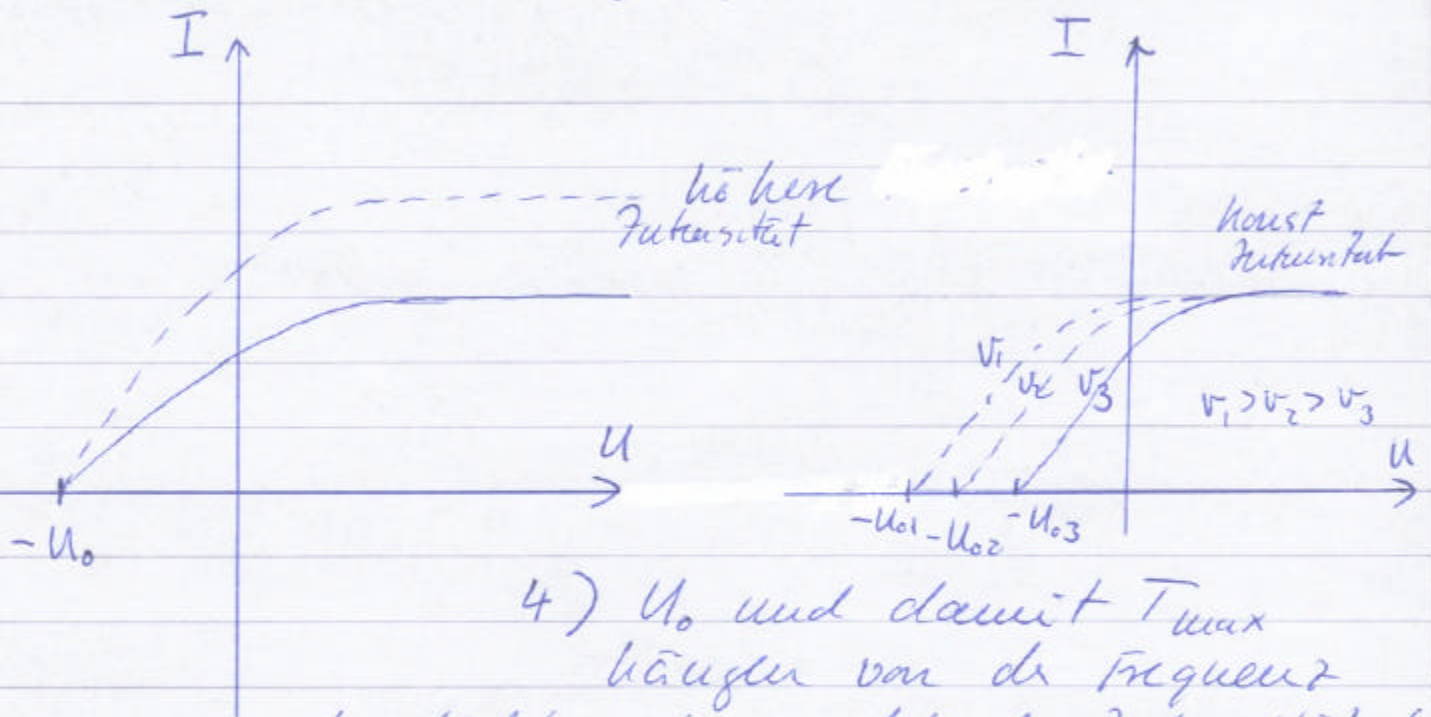 I
höhere
Intensität
U
-U₀
I
konst
Intensität
ν₁ ν₂ ν₃
ν₁ > ν₂ > ν₃
U
-U₀₁ -U₀₂ -U₀₃
4) U₀ und damit T max
hängen von der Frequenz